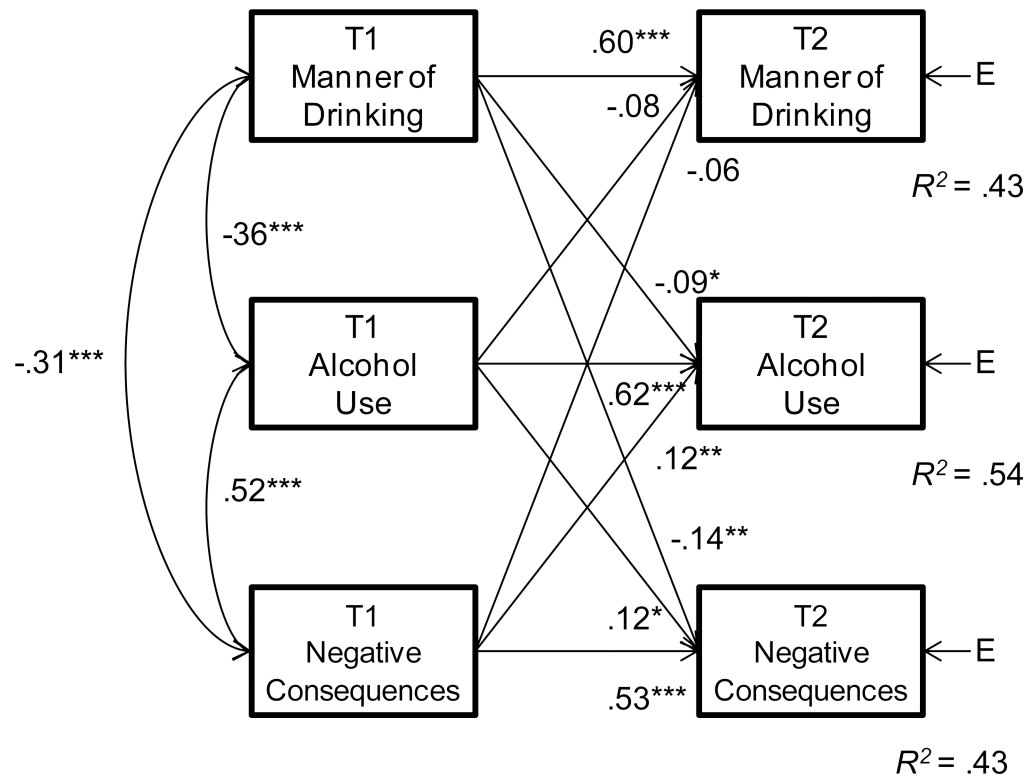 T1
Manner of
Drinking
.60***
T2
Manner of
Drinking
E
-.08
-.06
R² = .43
-36***
-.09*
T1
Alcohol
Use
T2
Alcohol
Use
E
-.31***
.62***
.12**
R² = .54
.52***
-.14**
T1
Negative
Consequences
.12*
T2
Negative
Consequences
E
.53***
R² = .43